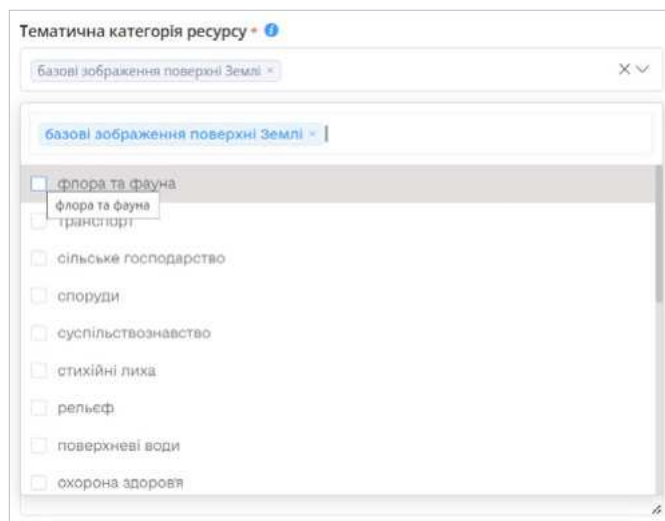 Тематична категорія ресурсу * i
базові зображення поверхні Землі ×
базові зображення поверхні Землі ×
флора та фауна
флора та фауна
транспорт
сільське господарство
споруди
суспільствознавство
стихійні лиха
рельєф
поверхневі води
охорона здоров'я